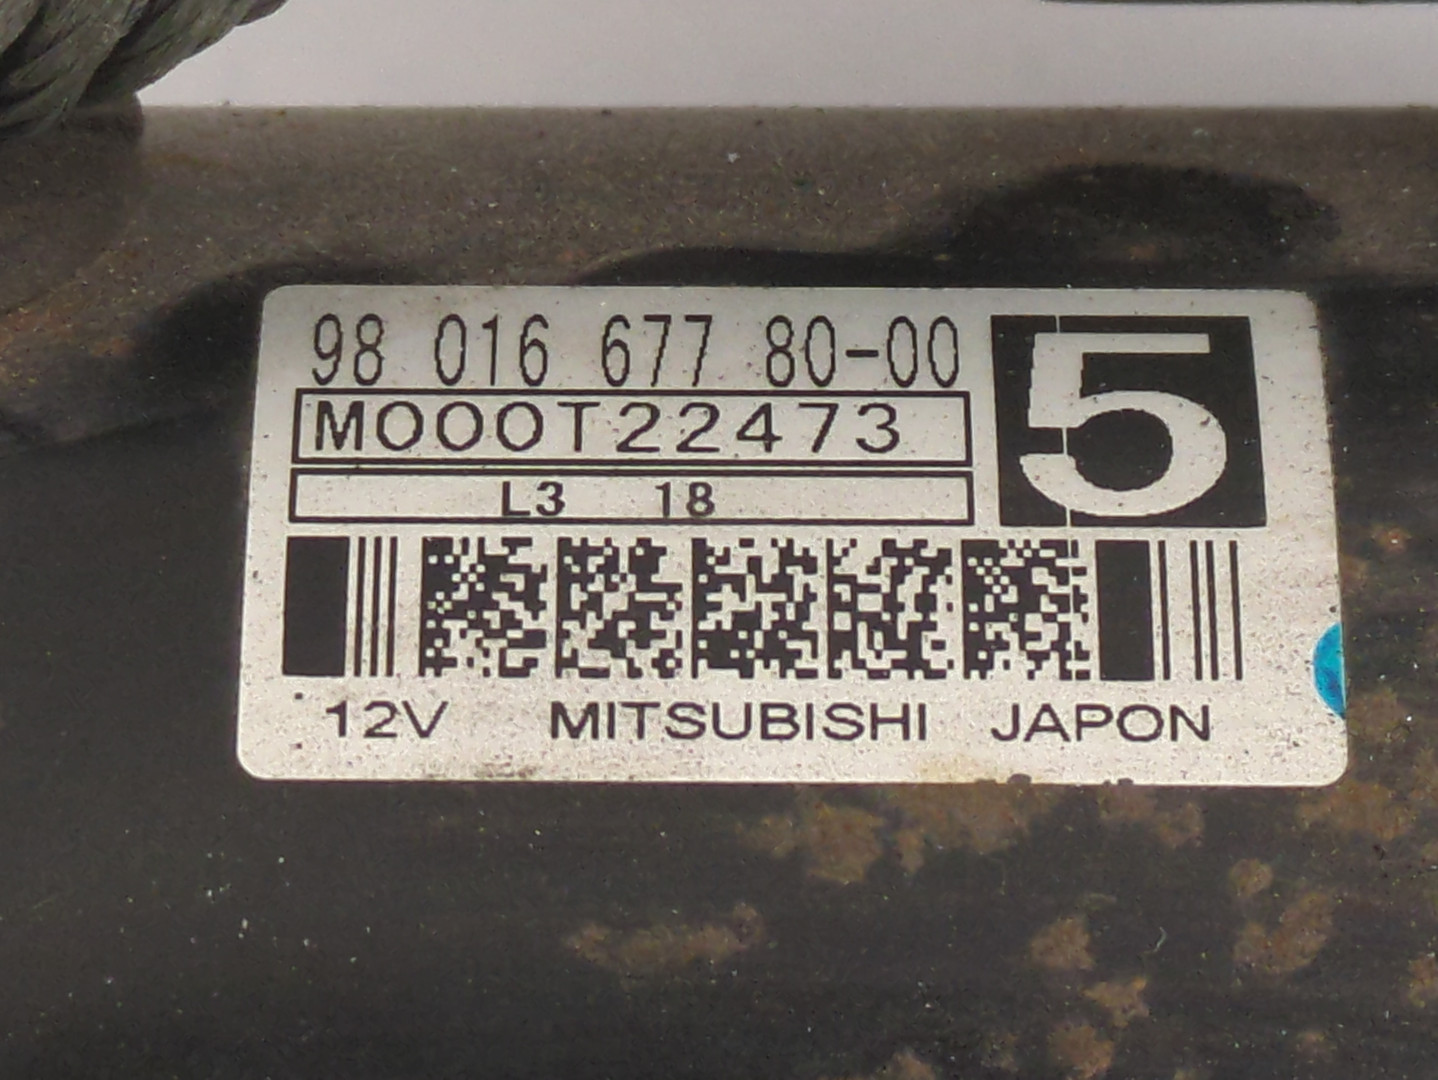 98 016 677 80-00
5
M000T22473
L3 18
12V MITSUBISHI JAPON